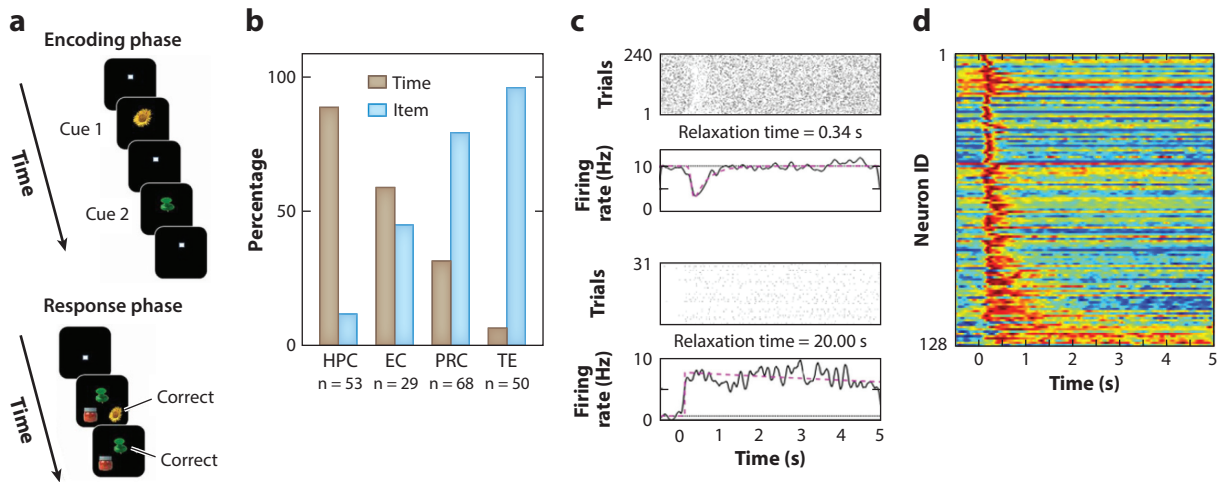 a
Encoding phase
Cue 1
Cue 2
Time
Response phase
Correct
Correct
Time
b
Percentage
100
50
0
Time
Item
HPC EC PRC TE
n = 53 n = 29 n = 68 n = 50
c
Trials
240
1
Relaxation time = 0.34 s
Firing
rate (Hz)
10
0
Trials
31
Relaxation time = 20.00 s
Firing
rate (Hz)
10
0
0 1 2 3 4 5
Time (s)
d
Neuron ID
1
128
0 1 2 3 4 5
Time (s)